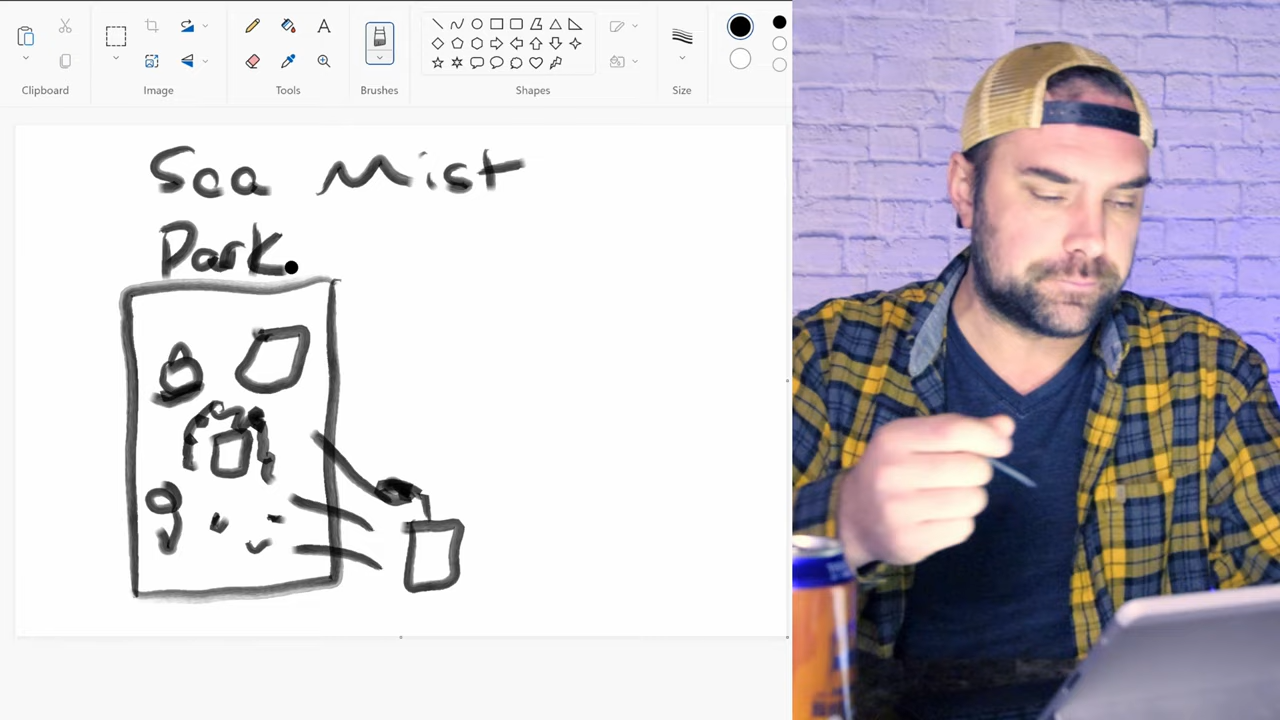 Clipboard
Image
Tools
Brushes
Shapes
Size
A
Sea Mist
Park.